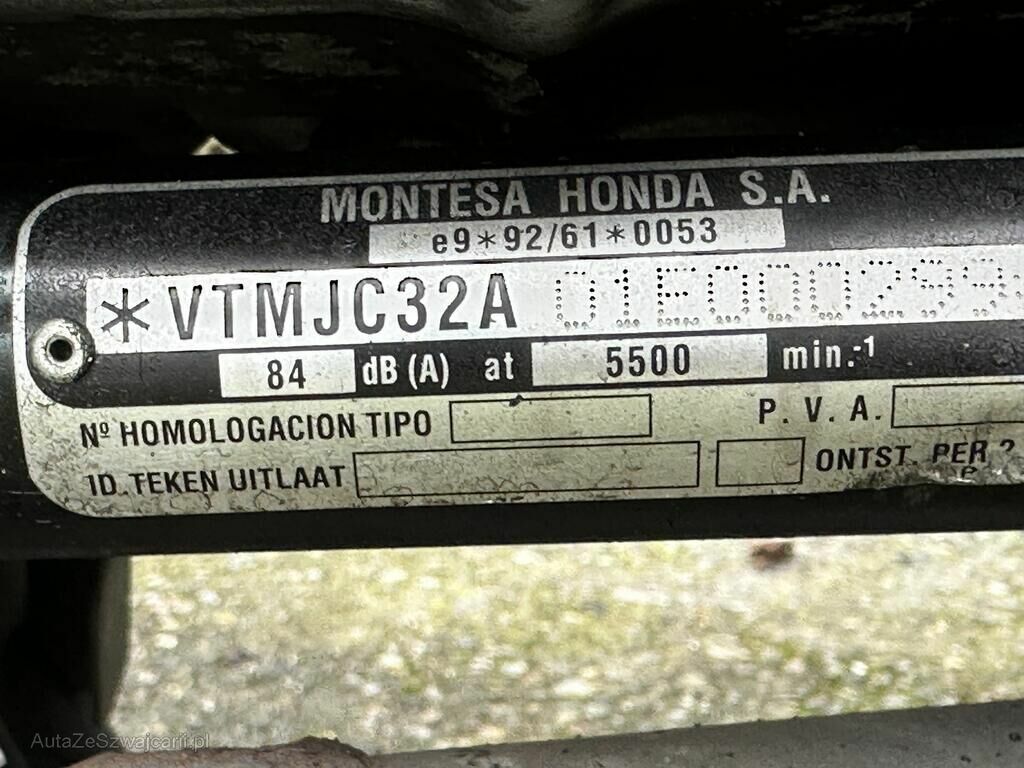 MONTESA HONDA S.A.
e9*92/61*0053
*VTMJC32A 01E000299*
84 dB (A) at 5500 min.-1
Nº HOMOLOGACION TIPO P. V. A.
ID. TEKEN UITLAAT ONTST. PER
AutaZeSzwajcarii.pl